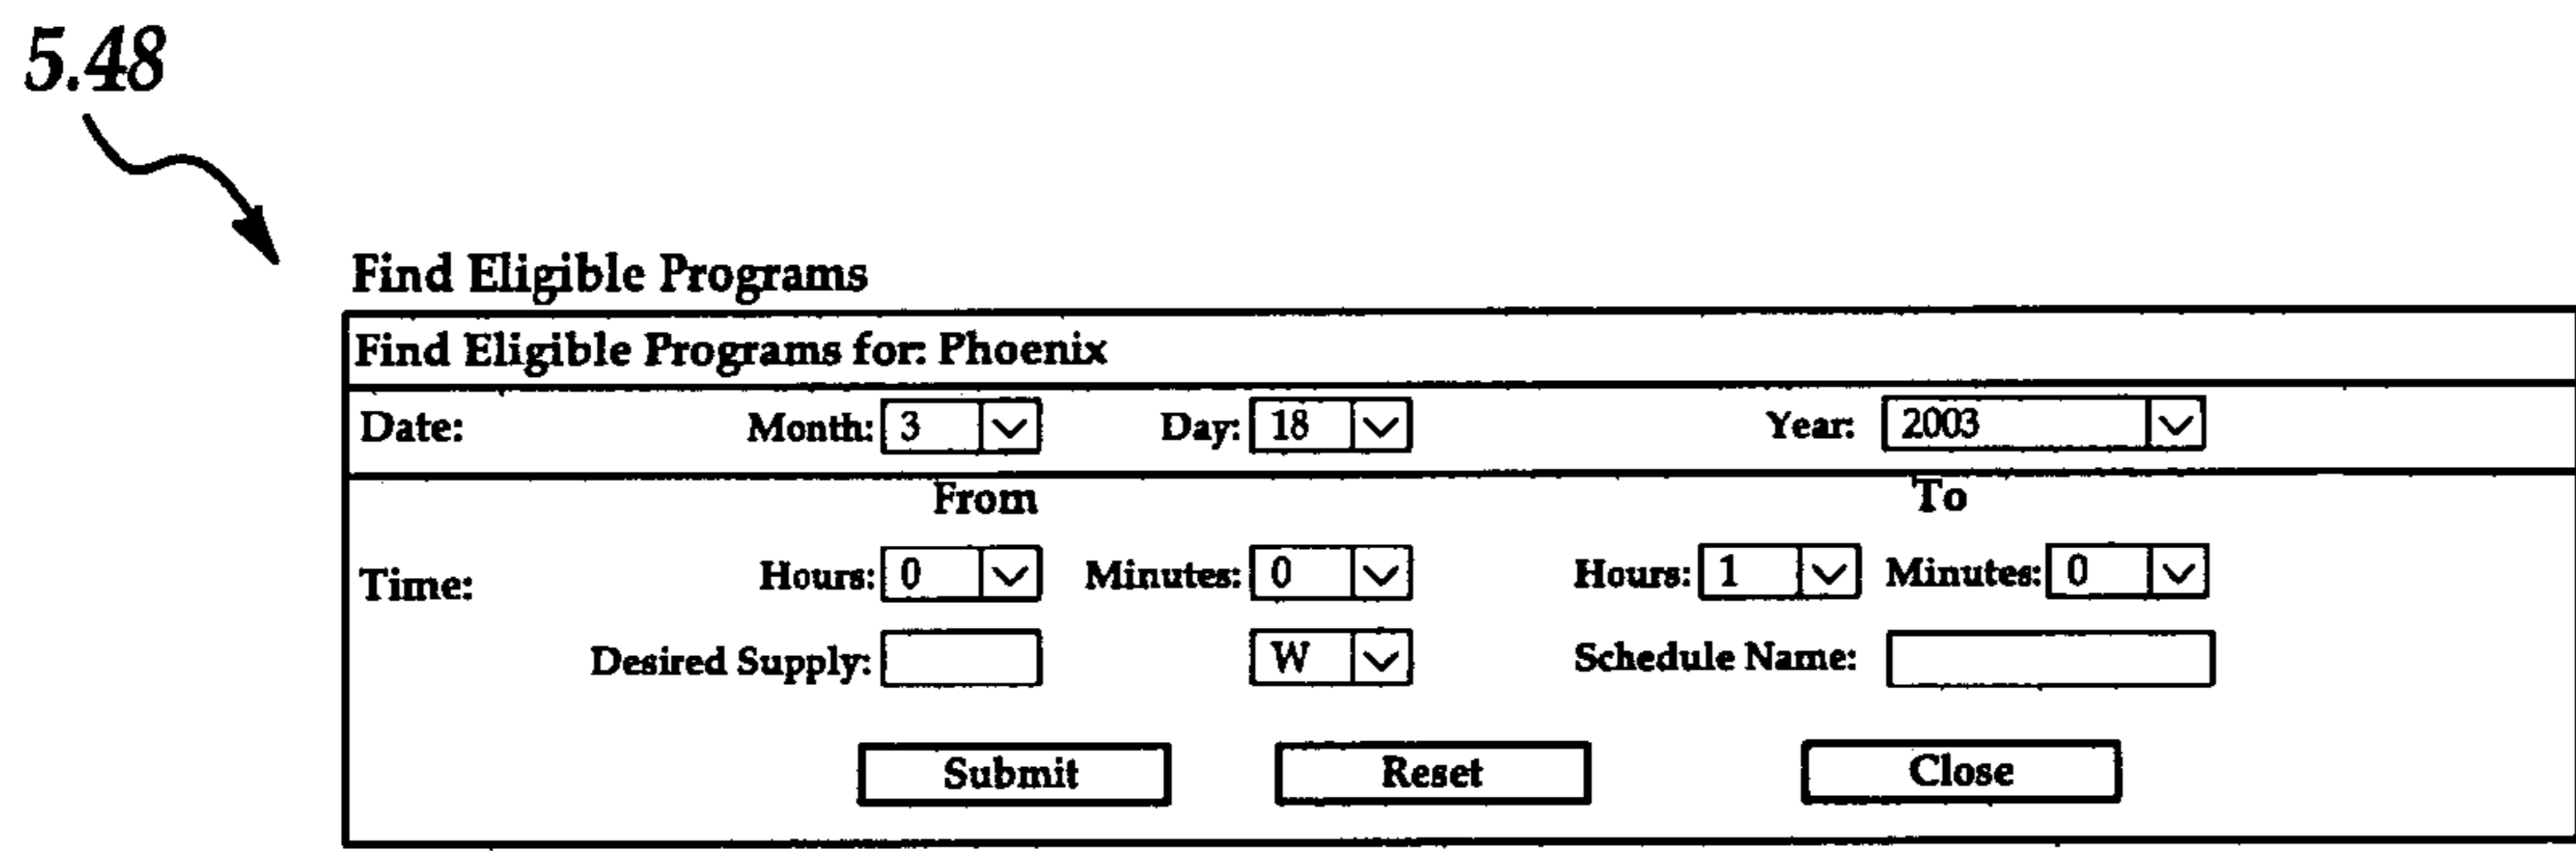 5.48
Find Eligible Programs
Find Eligible Programs for: Phoenix
Date: Month: 3 Day: 18 Year: 2003
From To
Time: Hours: 0 Minutes: 0 Hours: 1 Minutes: 0
Desired Supply: W Schedule Name:
Submit Reset Close